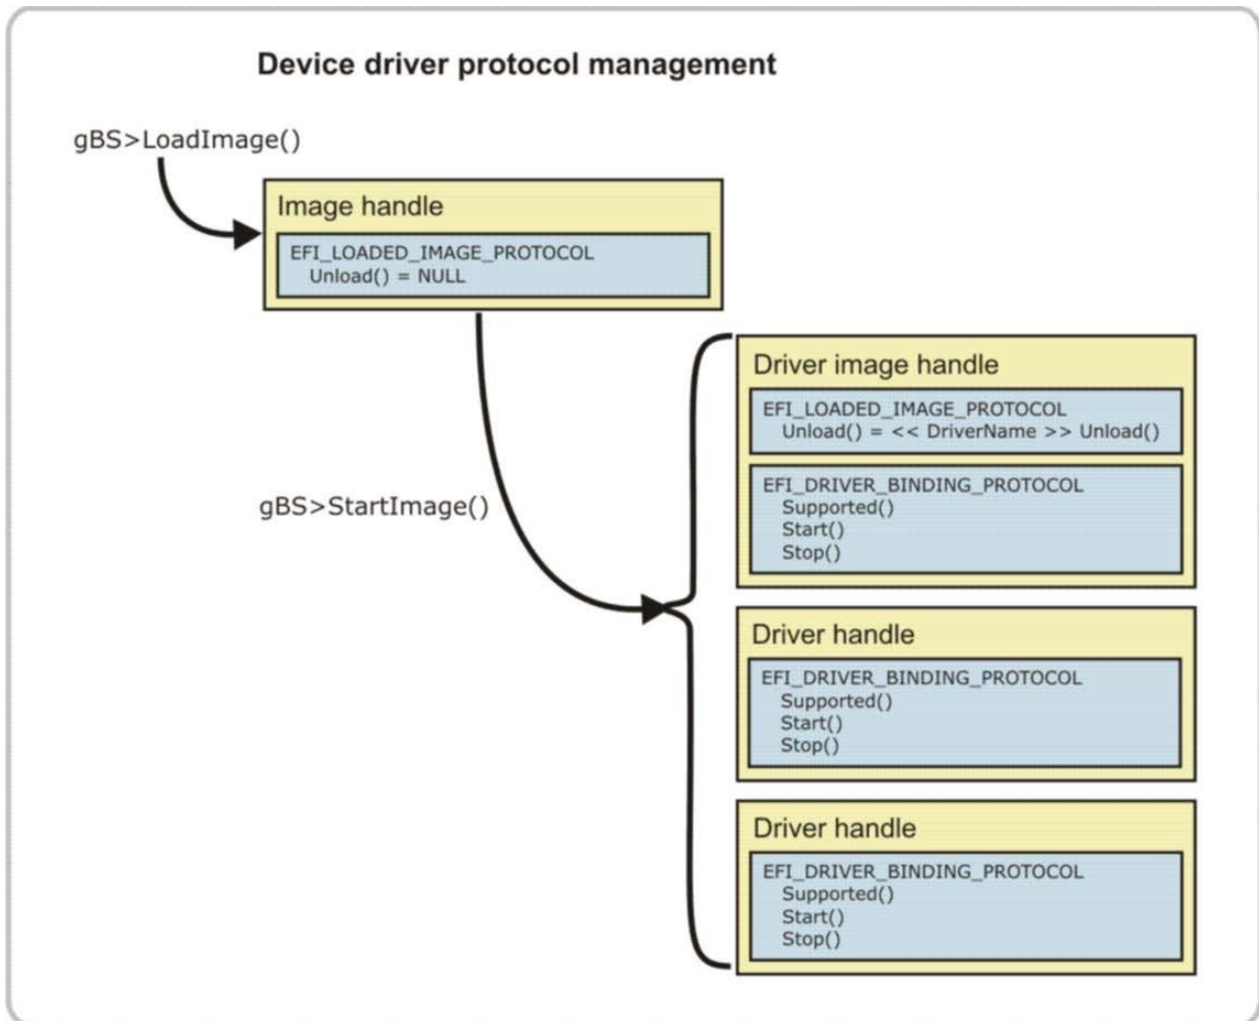 Device driver protocol management
gBS>LoadImage()
Image handle
EFI_LOADED_IMAGE_PROTOCOL
Unload() = NULL
gBS>StartImage()
Driver image handle
EFI_LOADED_IMAGE_PROTOCOL
Unload() = << DriverName >> Unload()
EFI_DRIVER_BINDING_PROTOCOL
Supported()
Start()
Stop()
Driver handle
EFI_DRIVER_BINDING_PROTOCOL
Supported()
Start()
Stop()
Driver handle
EFI_DRIVER_BINDING_PROTOCOL
Supported()
Start()
Stop()